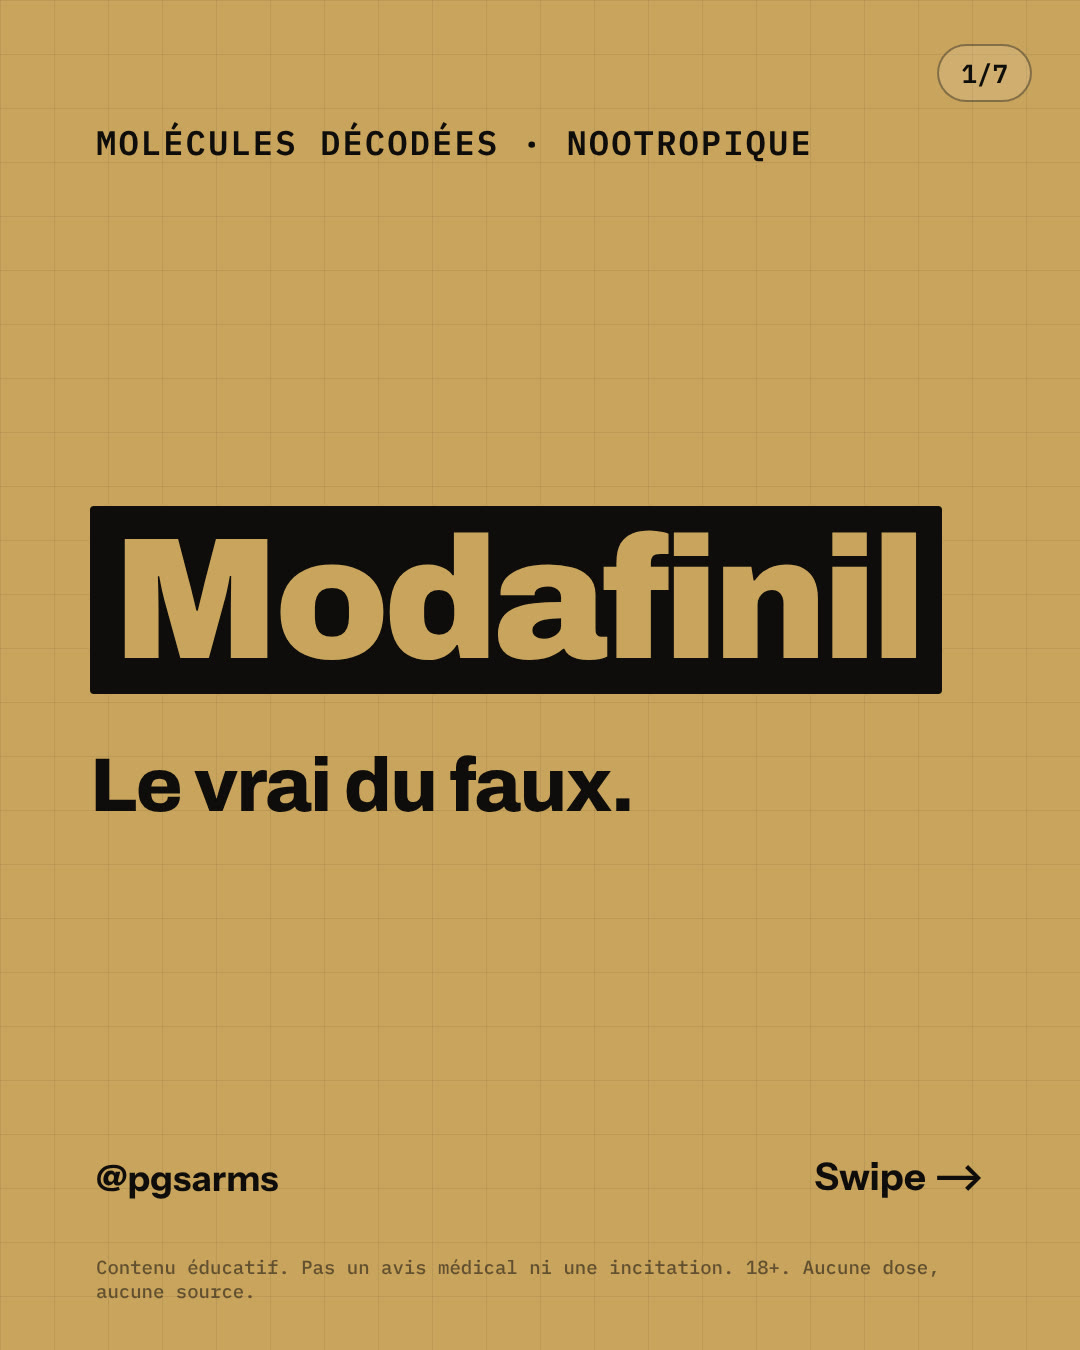 1/7
MOLÉCULES DÉCODÉES · NOOTROPIQUE
Modafinil
Le vrai du faux.
@pgsarms
Swipe →
Contenu éducatif. Pas un avis médical ni une incitation. 18+. Aucune dose,
aucune source.